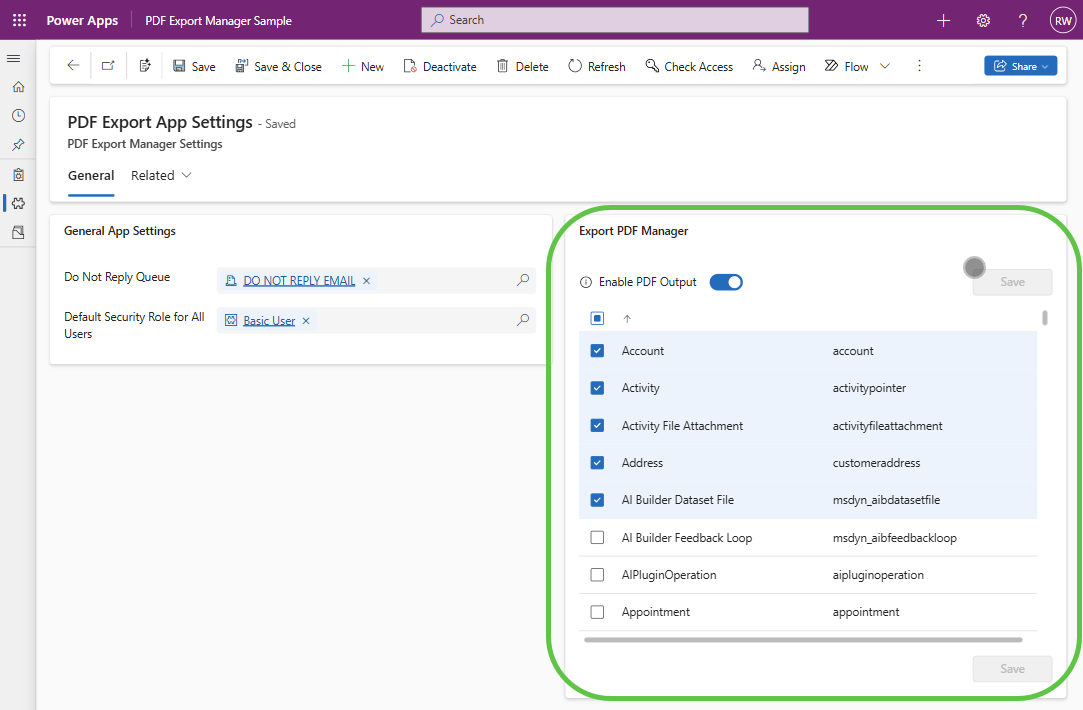 Power Apps PDF Export Manager Sample Search RW
Save Save & Close New Deactivate Delete Refresh Check Access Assign Flow Share
PDF Export App Settings - Saved
PDF Export Manager Settings
General Related
General App Settings
Do Not Reply Queue DO NOT REPLY EMAIL
Default Security Role for All Users Basic User
Export PDF Manager
Enable PDF Output Save
Account account
Activity activitypointer
Activity File Attachment activityfileattachment
Address customeraddress
AI Builder Dataset File msdyn_aibdatasetfile
AI Builder Feedback Loop msdyn_aibfeedbackloop
AIPluginOperation aipluginoperation
Appointment appointment
Save